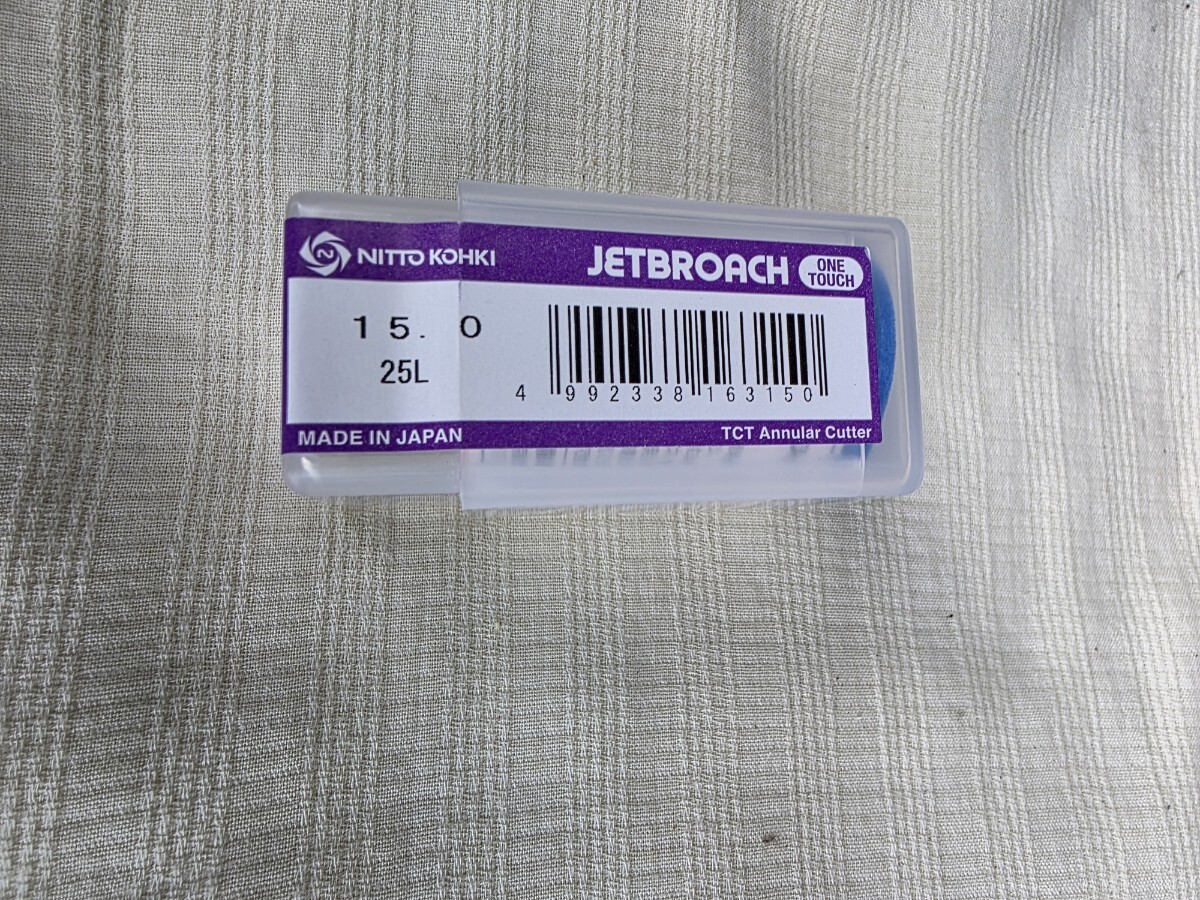 NITTO KOHKI
JETBROACH
ONE
TOUCH
15.0
25L
4 992338 163150
MADE IN JAPAN
TCT Annular Cutter